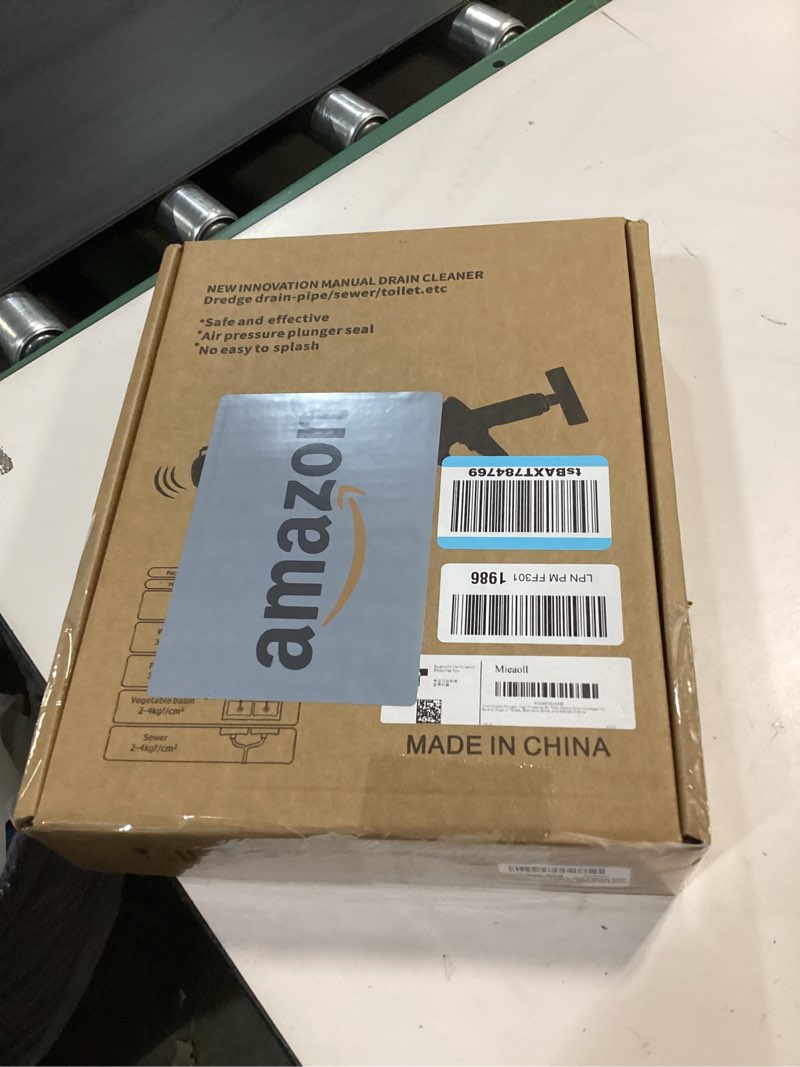 NEW INNOVATION MANUAL DRAIN CLEANER
Dredge drain-pipe/sewer/toilet.etc
*Safe and effective
*Air pressure plunger seal
*No easy to splash
amazon
tsBAXT784769
LPN PM FF301 1986
Micaoll
Vegetable basin
2-4kgf/cm²
Sewer
2-4kgf/cm²
MADE IN CHINA